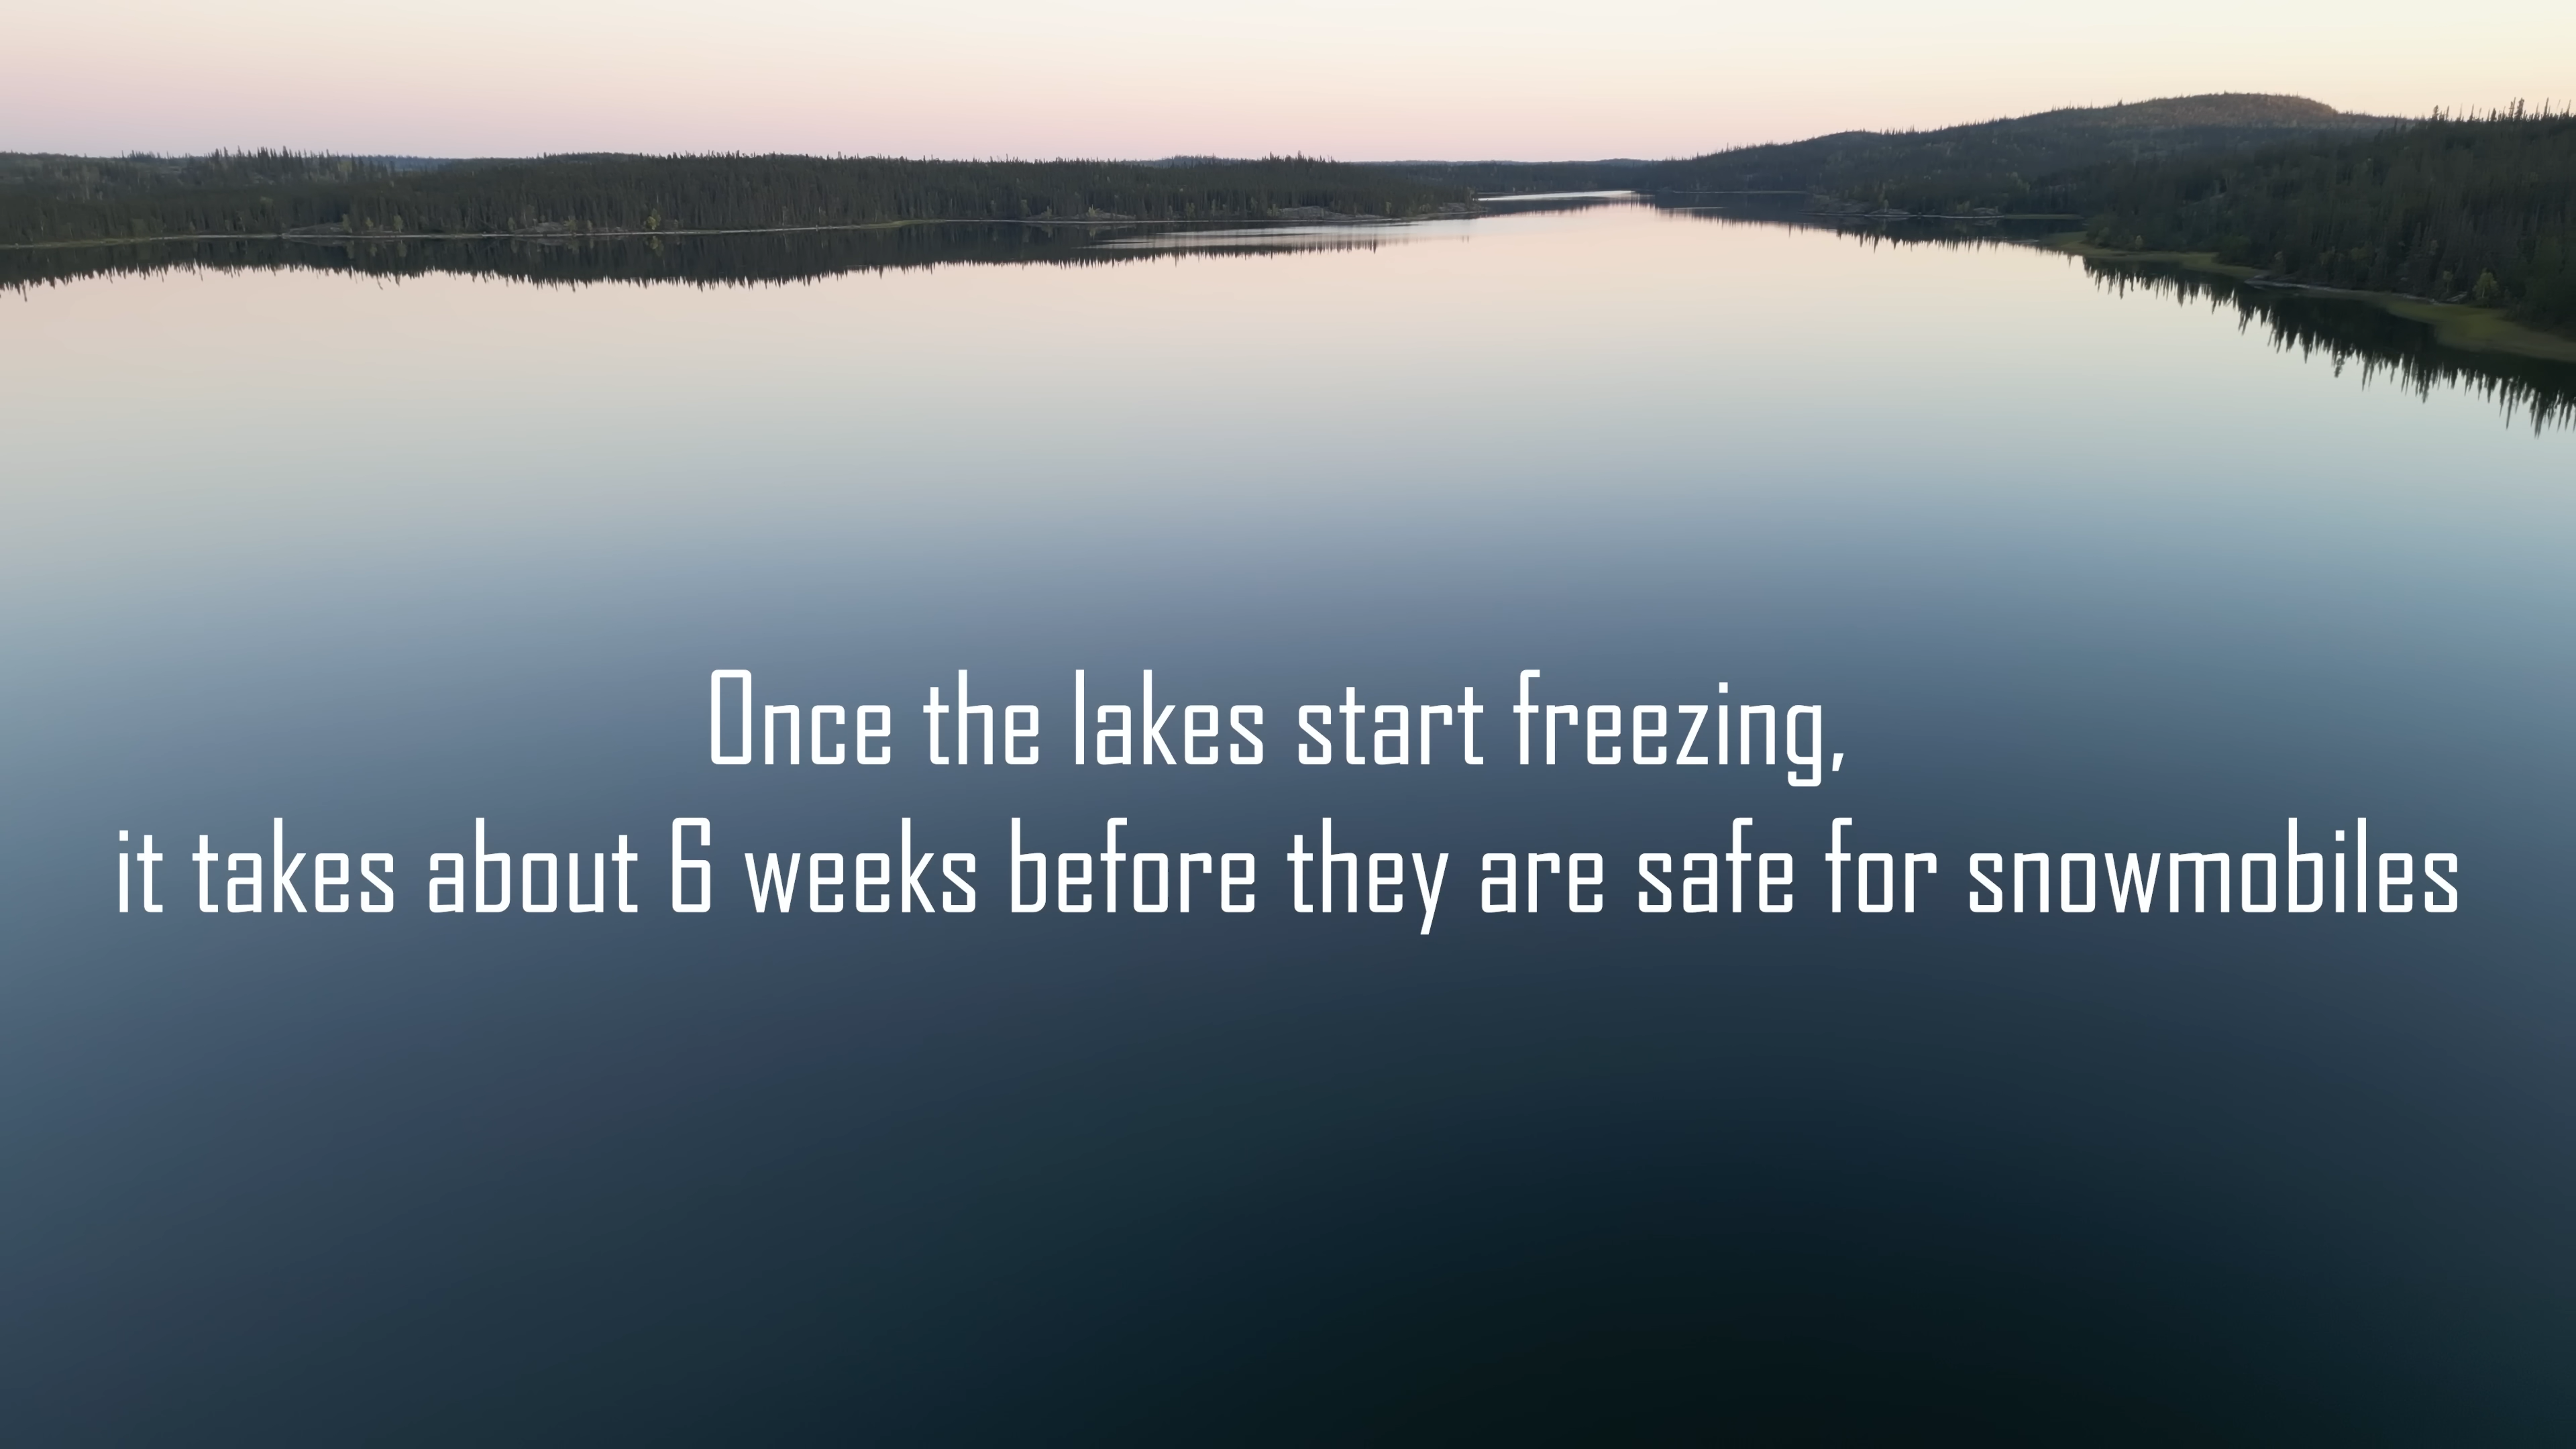 Once the lakes start freezing,
it takes about 6 weeks before they are safe for snowmobiles